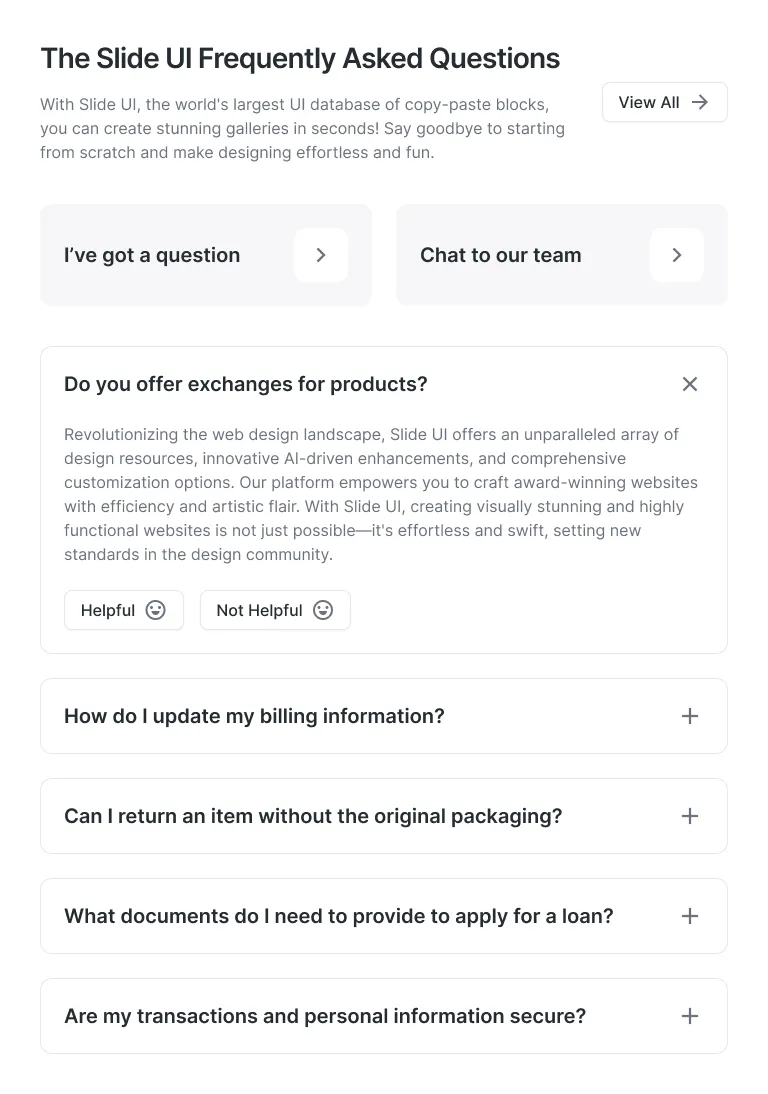 The Slide UI Frequently Asked Questions
With Slide UI, the world's largest UI database of copy-paste blocks,
you can create stunning galleries in seconds! Say goodbye to starting
from scratch and make designing effortless and fun.
View All
I’ve got a question
Chat to our team
Do you offer exchanges for products?
Revolutionizing the web design landscape, Slide UI offers an unparalleled array of
design resources, innovative AI-driven enhancements, and comprehensive
customization options. Our platform empowers you to craft award-winning websites
with efficiency and artistic flair. With Slide UI, creating visually stunning and highly
functional websites is not just possible—it's effortless and swift, setting new
standards in the design community.
Helpful
Not Helpful
How do I update my billing information?
Can I return an item without the original packaging?
What documents do I need to provide to apply for a loan?
Are my transactions and personal information secure?